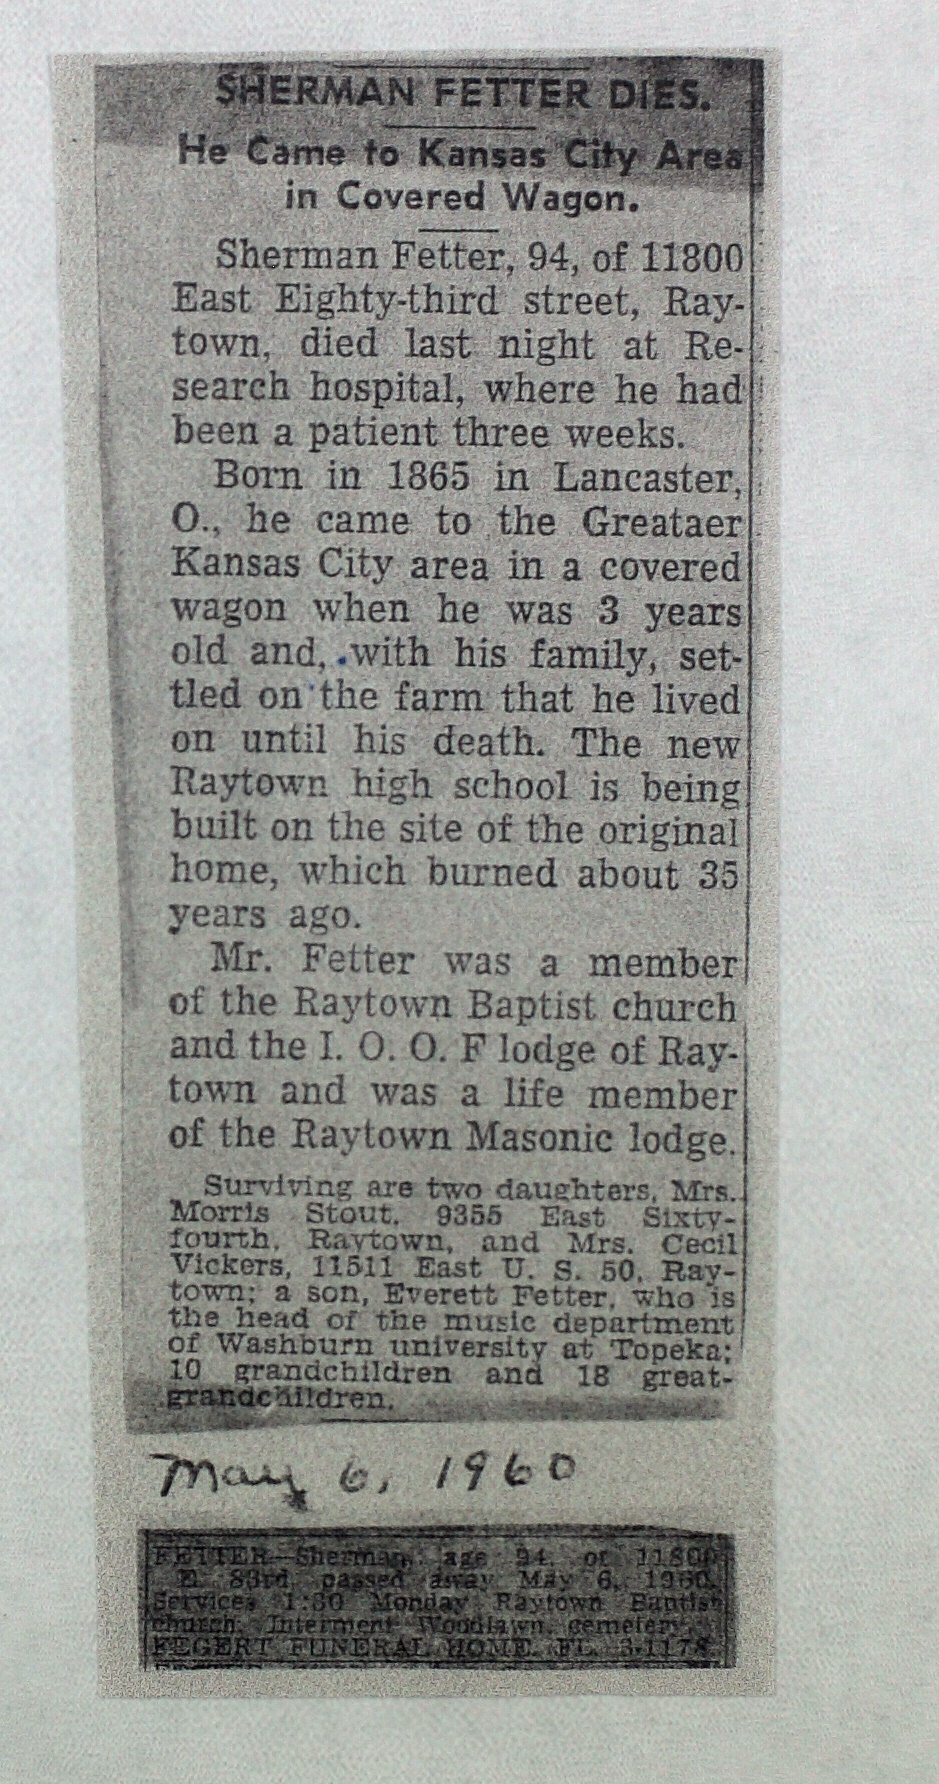 SHERMAN FETTER DIES.
He Came to Kansas City Area
in Covered Wagon.
Sherman Fetter, 94, of 11800
East Eighty-third street, Ray-
town, died last night at Re-
search hospital, where he had
been a patient three weeks.
Born in 1865 in Lancaster,
O., he came to the Greataer
Kansas City area in a covered
wagon when he was 3 years
old and, with his family, set-
tled on the farm that he lived
on until his death. The new
Raytown high school is being
built on the site of the original
home, which burned about 35
years ago.
Mr. Fetter was a member
of the Raytown Baptist church
and the I. O. O. F lodge of Ray-
town and was a life member
of the Raytown Masonic lodge.
Surviving are two daughters, Mrs.
Morris Stout, 9355 East Sixty-
fourth, Raytown, and Mrs. Cecil
Vickers, 11511 East U. S. 50, Ray-
town; a son, Everett Fetter, who is
the head of the music department
of Washburn university at Topeka;
10 grandchildren and 18 great-
grandchildren.
May 6, 1960
FETTER—Sherman, age 94, of 11800
E. 83rd, passed away May 6, 1960.
Services 1:30 Monday Raytown Baptist
church. Interment Woodlawn cemetery.
FEGERT FUNERAL HOME. FL. 3-1178